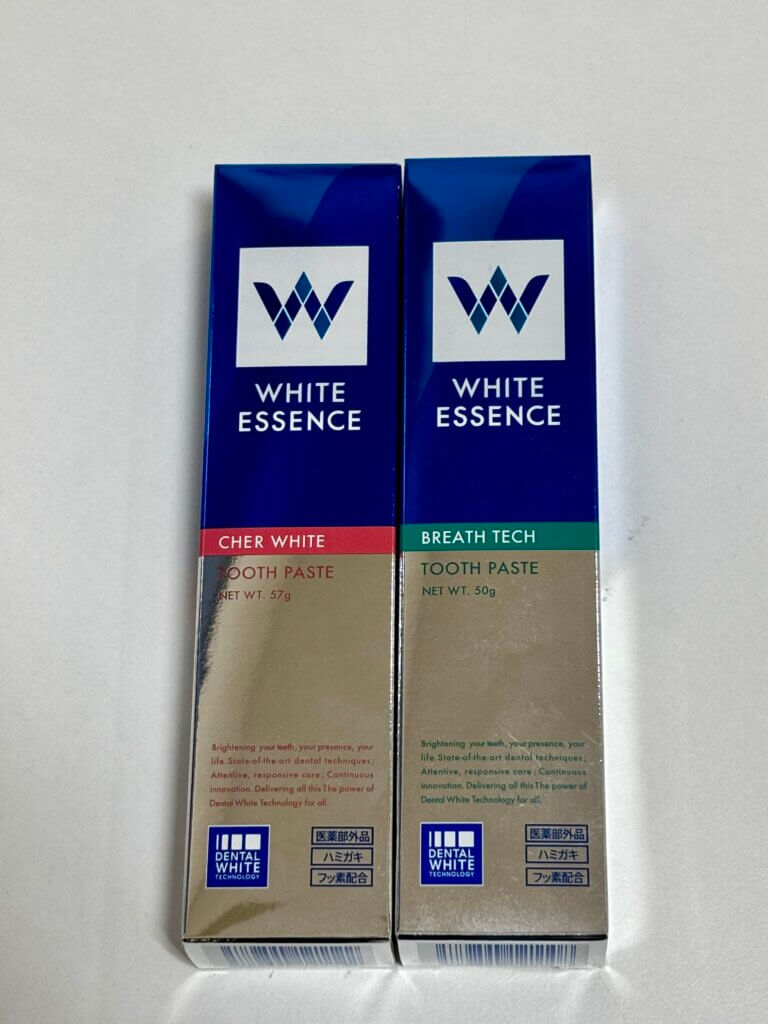 WHITE
ESSENCE
CHER WHITE
TOOTH PASTE
NET WT. 57g
Brightening your teeth, your presence, your
life. State-of-the-art dental techniques;
Attentive, responsive care; Continuous
innovation. Delivering all this The power of
Dental White Technology for all.
DENTAL
WHITE
TECHNOLOGY
医薬部外品
ハミガキ
フッ素配合
WHITE
ESSENCE
BREATH TECH
TOOTH PASTE
NET WT. 50g
Brightening your teeth, your presence, your
life. State-of-the-art dental techniques;
Attentive, responsive care; Continuous
innovation. Delivering all this The power of
Dental White Technology for all.
DENTAL
WHITE
TECHNOLOGY
医薬部外品
ハミガキ
フッ素配合